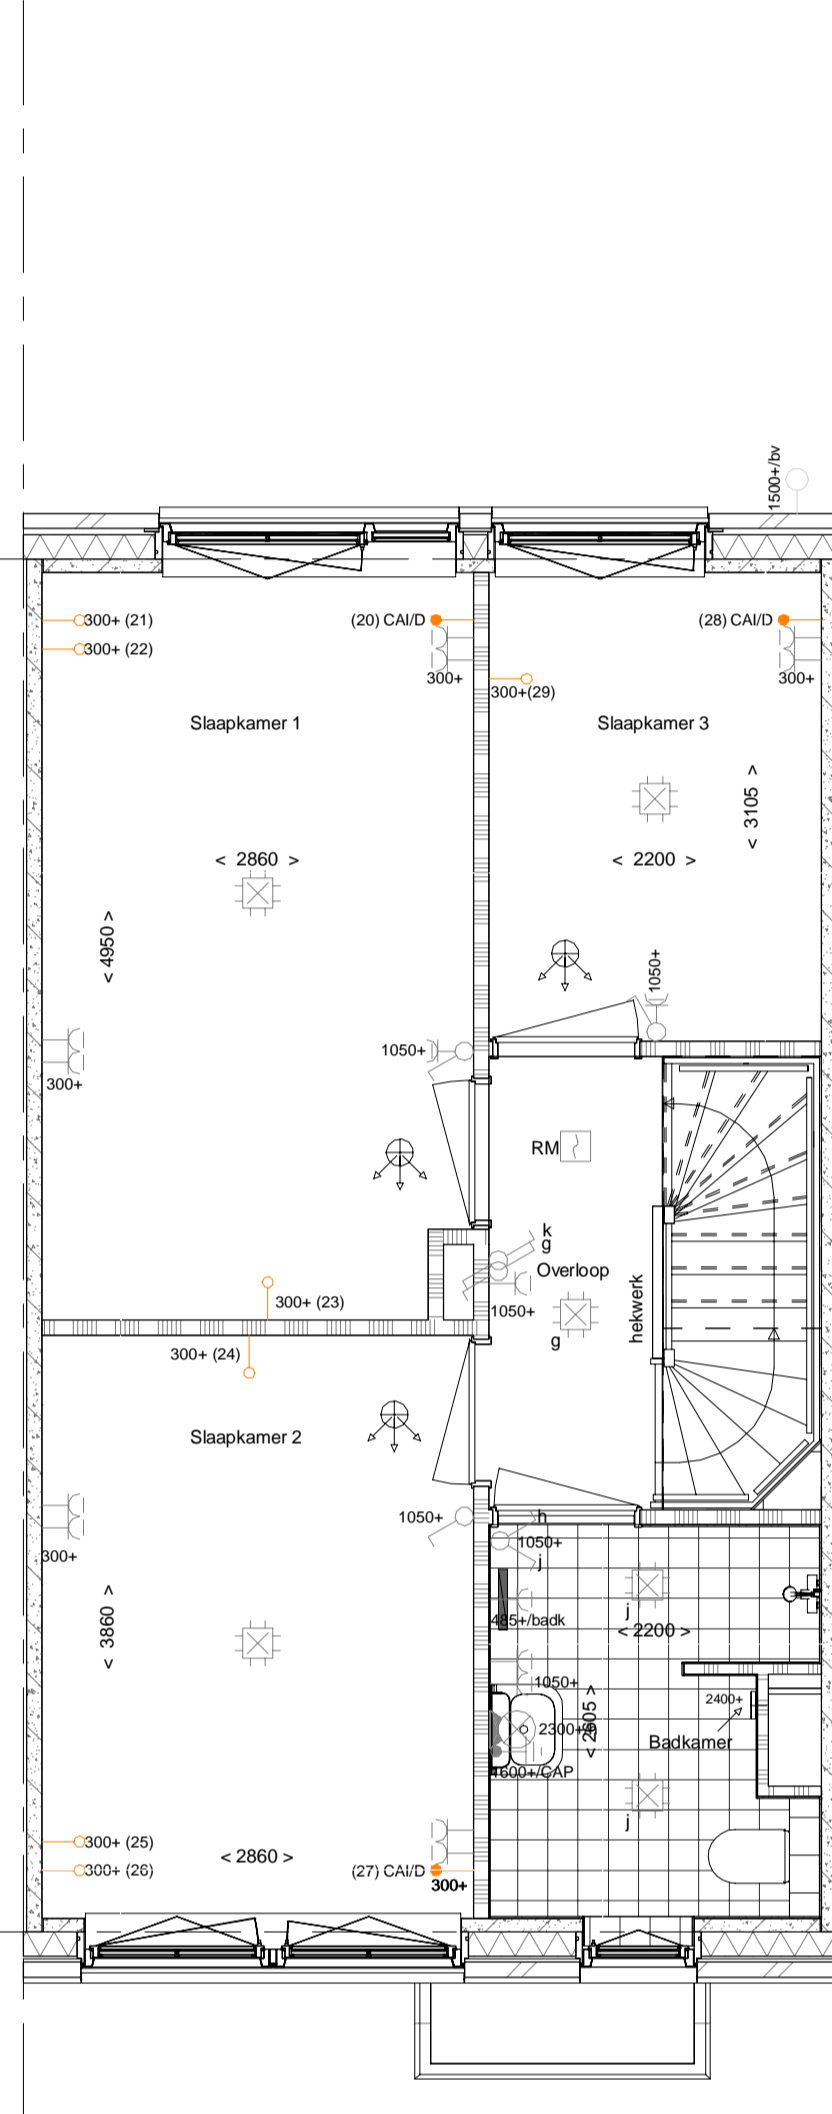 1500+/bv
300+ (21)
(20) CAI/D
(28) CAI/D
300+ (22)
300+
300+
300+(29)
Slaapkamer 1
Slaapkamer 3
< 3105 >
< 2860 >
< 2200 >
< 4950 >
1050+
1050+
300+
RM
k
g
Overloop
hekwerk
300+ (23)
1050+
g
300+ (24)
Slaapkamer 2
1050+
h
1050+
j
300+
485+/badk
j
< 2200 >
< 3860 >
1050+
2400+
< 2605 >
2300+/
Badkamer
1600+/CAP
j
300+ (25)
< 2860 >
300+ (26)
(27) CAI/D
300+